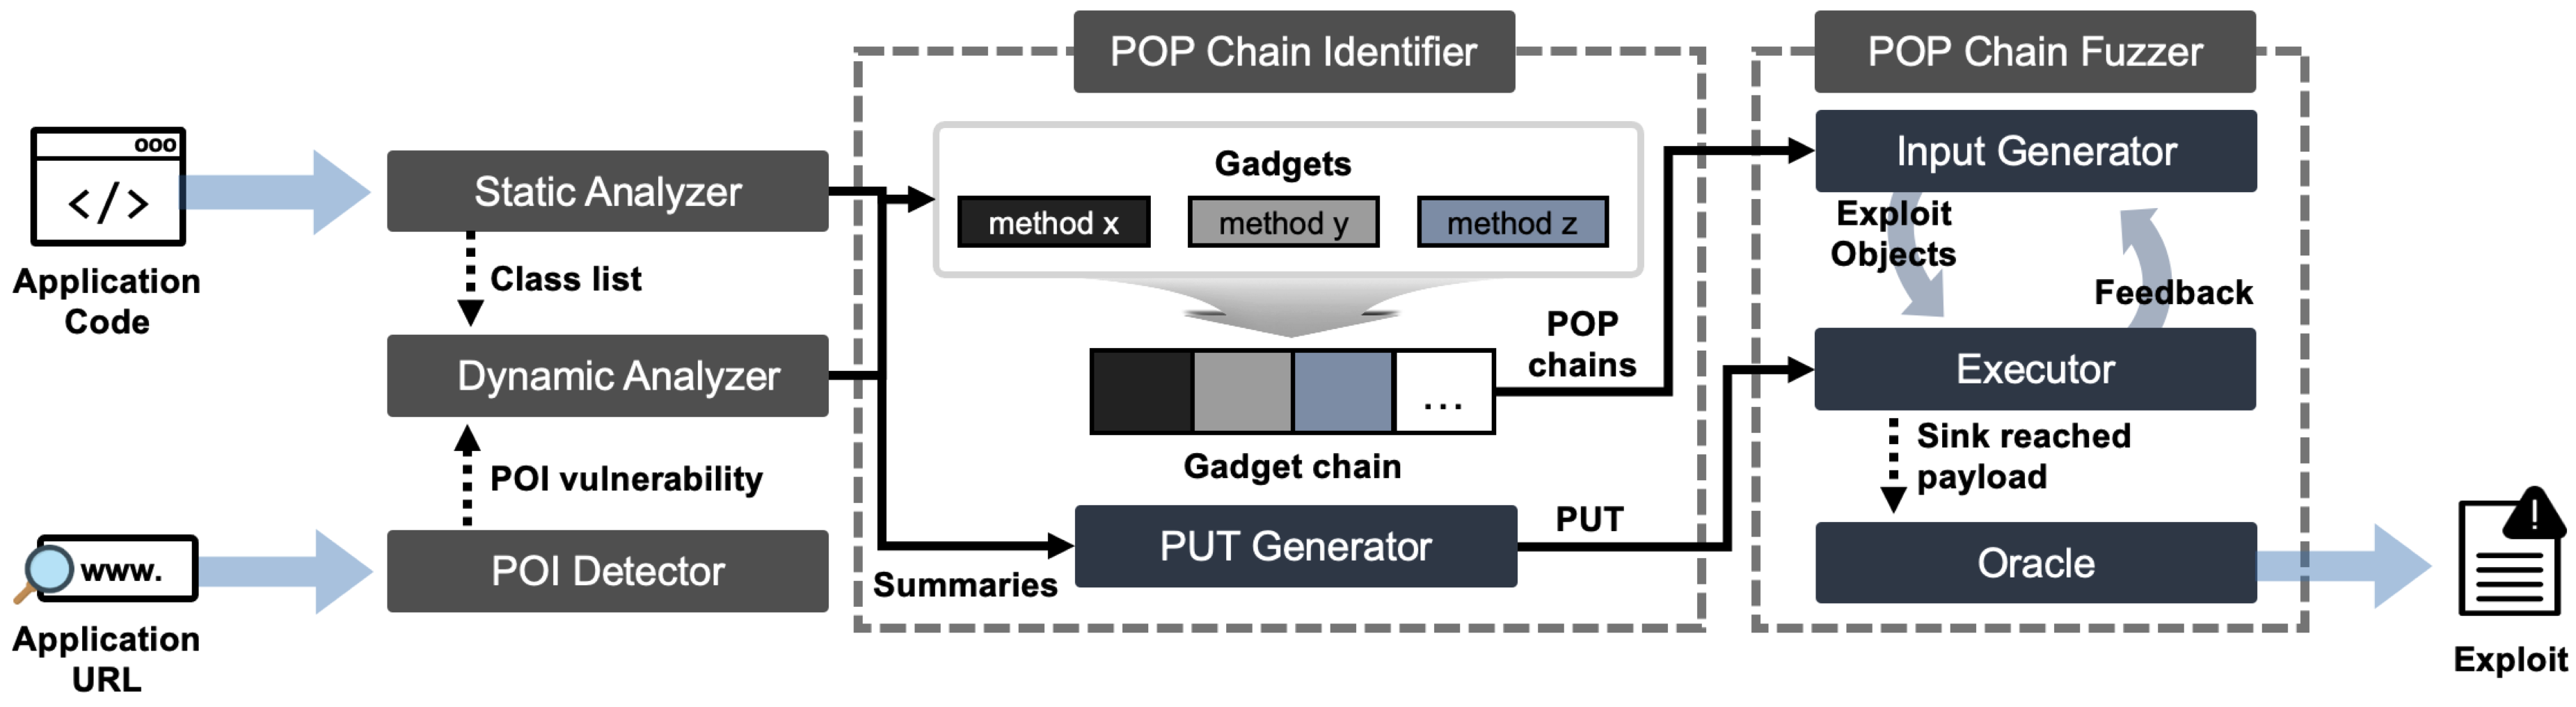 POP Chain Identifier
POP Chain Fuzzer
ooo
</>
Application
Code
Static Analyzer
Class list
Dynamic Analyzer
POI vulnerability
www.
Application
URL
POI Detector
Gadgets
method x
method y
method z
...
Gadget chain
POP
chains
Summaries
PUT Generator
PUT
Input Generator
Exploit
Objects
Feedback
Executor
Sink reached
payload
Oracle
!
Exploit